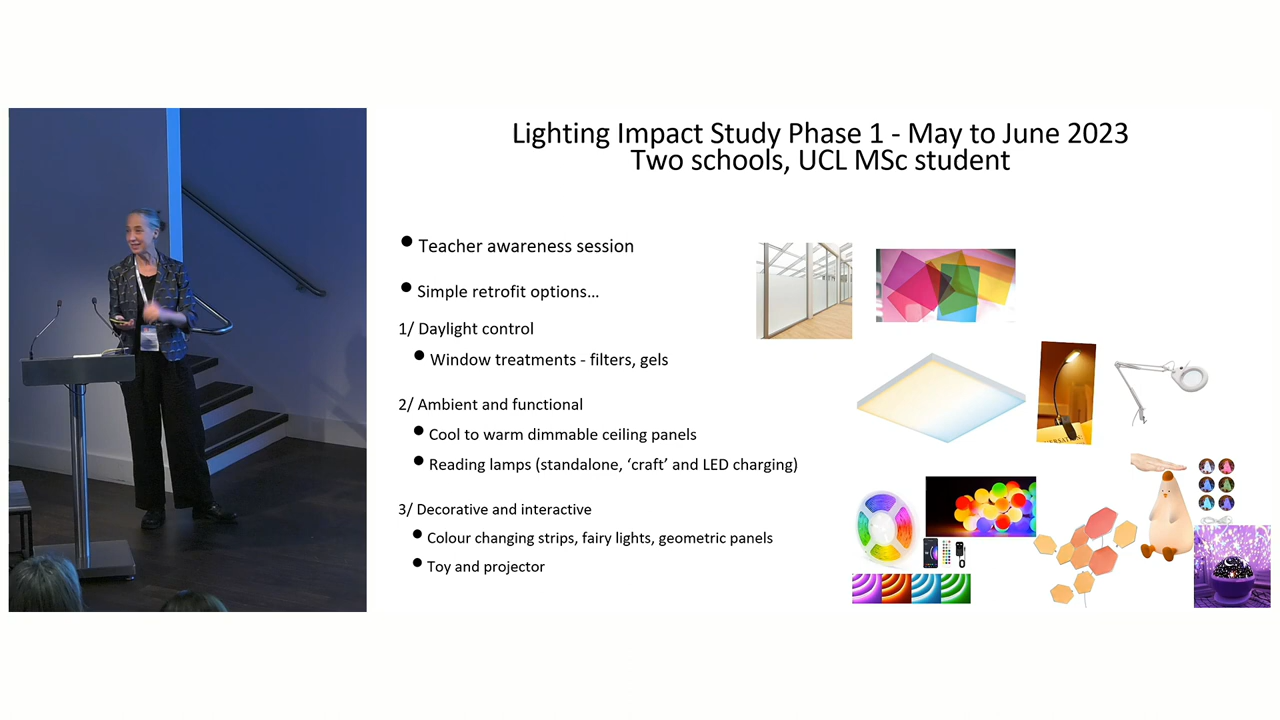 Lighting Impact Study Phase 1 - May to June 2023
Two schools, UCL MSc student
• Teacher awareness session
• Simple retrofit options...
1/ Daylight control
• Window treatments - filters, gels
2/ Ambient and functional
• Cool to warm dimmable ceiling panels
• Reading lamps (standalone, ‘craft’ and LED charging)
3/ Decorative and interactive
• Colour changing strips, fairy lights, geometric panels
• Toy and projector